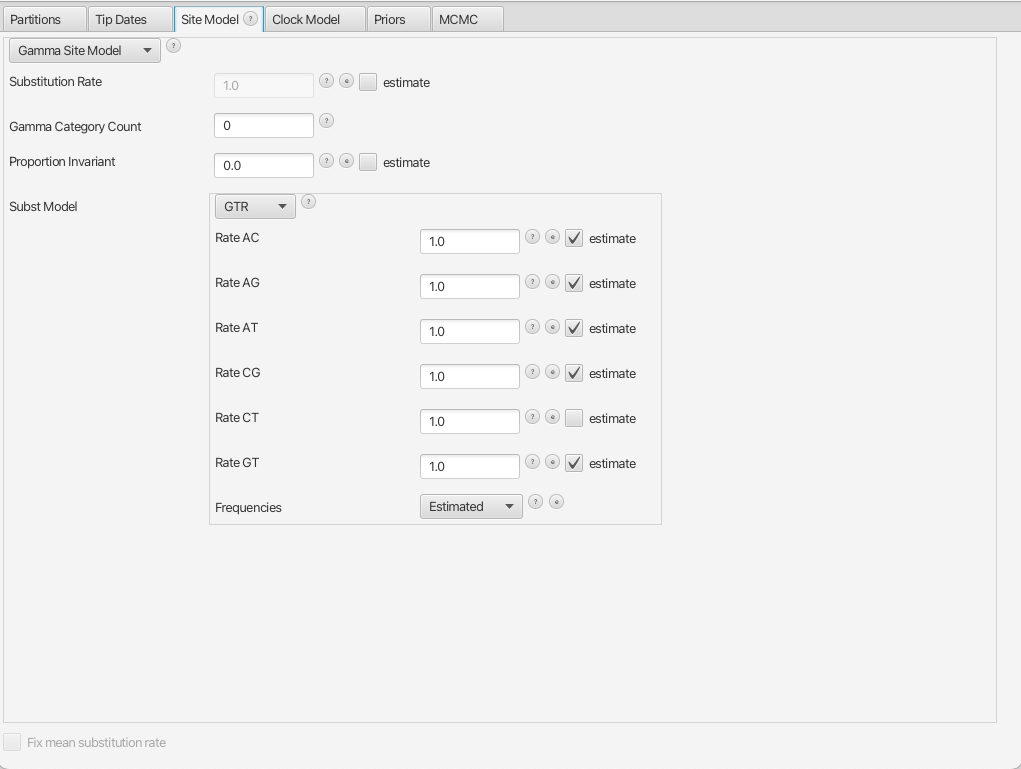 Partitions Tip Dates Site Model ? Clock Model Priors MCMC
Gamma Site Model ?
Substitution Rate 1.0 ? e estimate
Gamma Category Count 0 ?
Proportion Invariant 0.0 ? e estimate
Subst Model GTR ?
Rate AC 1.0 ? e estimate
Rate AG 1.0 ? e estimate
Rate AT 1.0 ? e estimate
Rate CG 1.0 ? e estimate
Rate CT 1.0 ? e estimate
Rate GT 1.0 ? e estimate
Frequencies Estimated ? e
Fix mean substitution rate